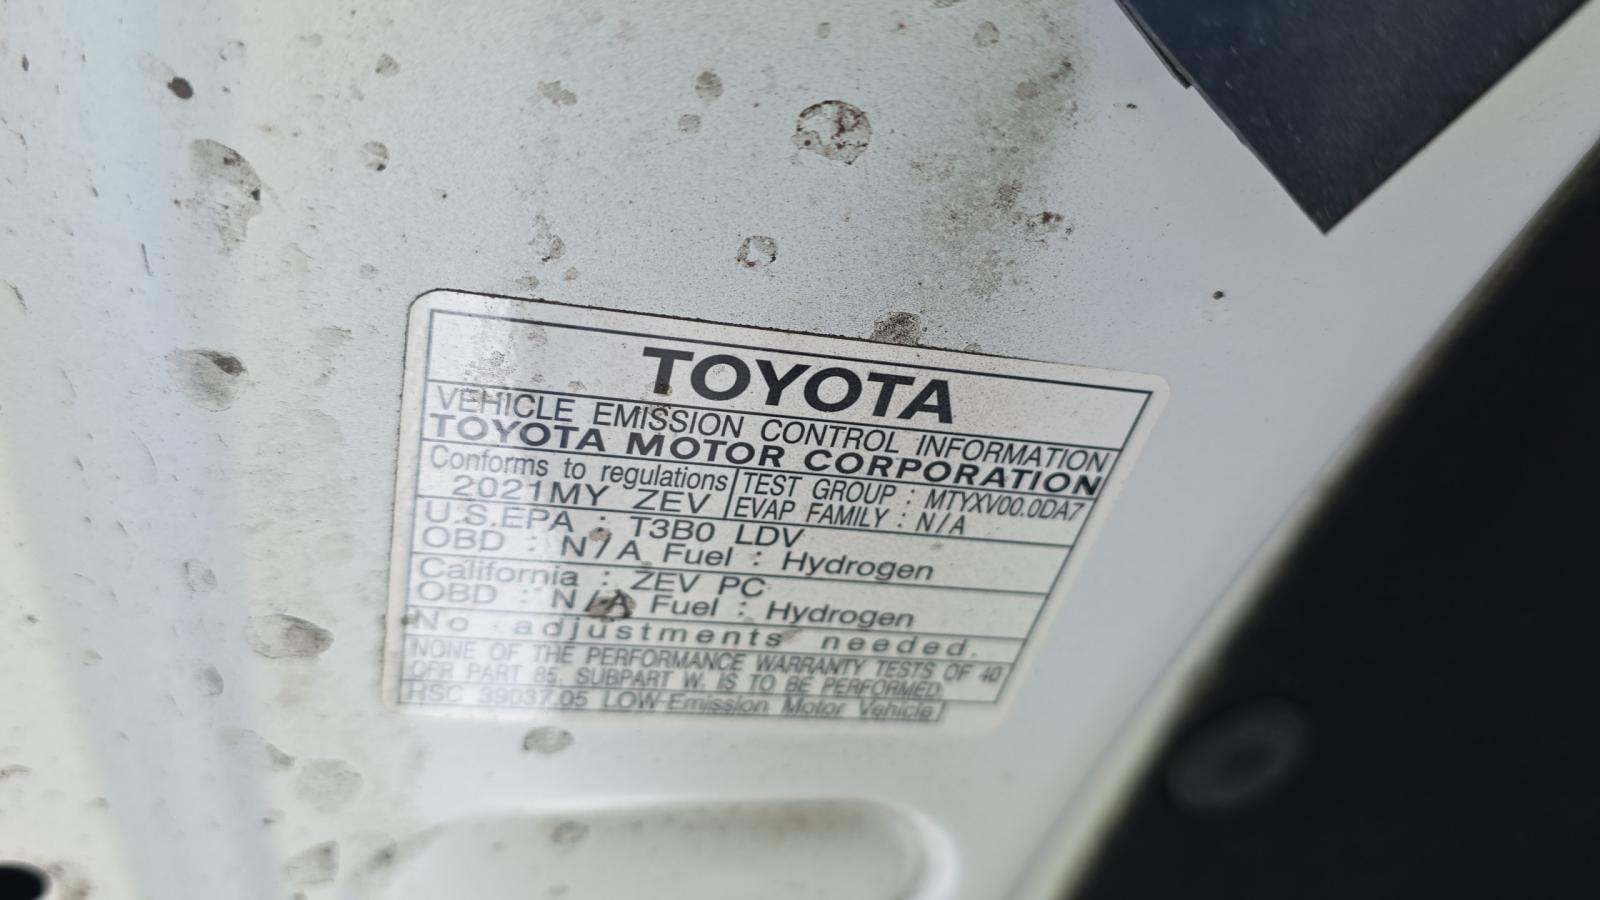 TOYOTA
VEHICLE EMISSION CONTROL INFORMATION
TOYOTA MOTOR CORPORATION
Conforms to regulations
2021MY ZEV
TEST GROUP : MTYXV00.0DA7
EVAP FAMILY : N/A
U.S.EPA : T3B0 LDV
OBD : N/A Fuel : Hydrogen
California : ZEV PC
OBD : N/A Fuel : Hydrogen
No adjustments needed.
NONE OF THE PERFORMANCE WARRANTY TESTS OF 40
CFR PART 85, SUBPART W, IS TO BE PERFORMED.
HSC 39037.05 LOW-Emission Motor Vehicle